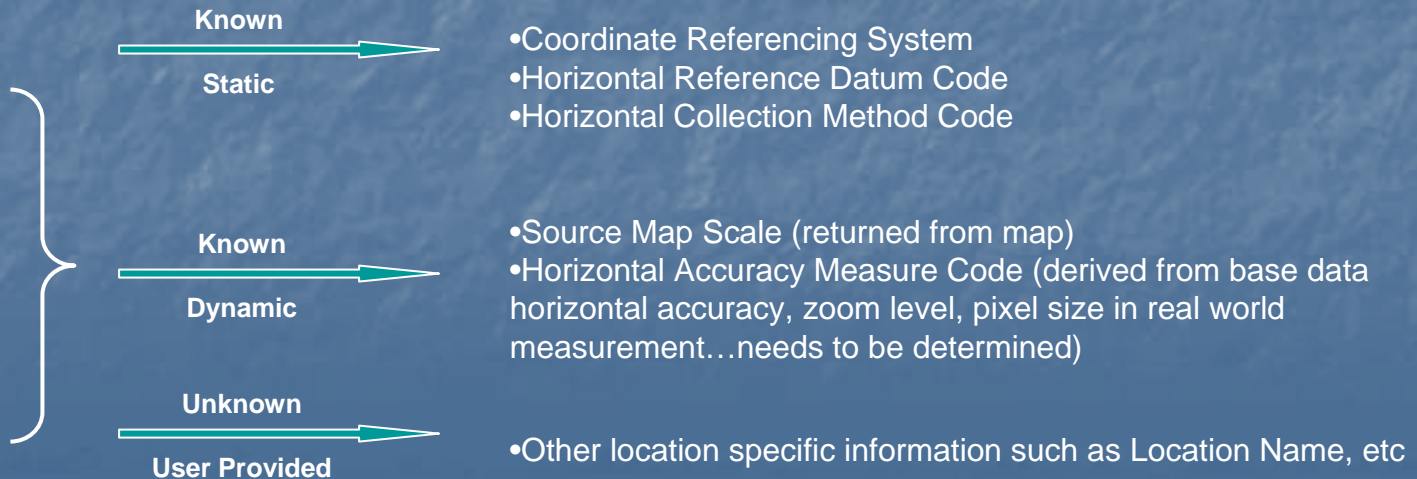 Known
Static
•Coordinate Referencing System
•Horizontal Reference Datum Code
•Horizontal Collection Method Code
Known
Dynamic
•Source Map Scale (returned from map)
•Horizontal Accuracy Measure Code (derived from base data
horizontal accuracy, zoom level, pixel size in real world
measurement…needs to be determined)
Unknown
User Provided
•Other location specific information such as Location Name, etc